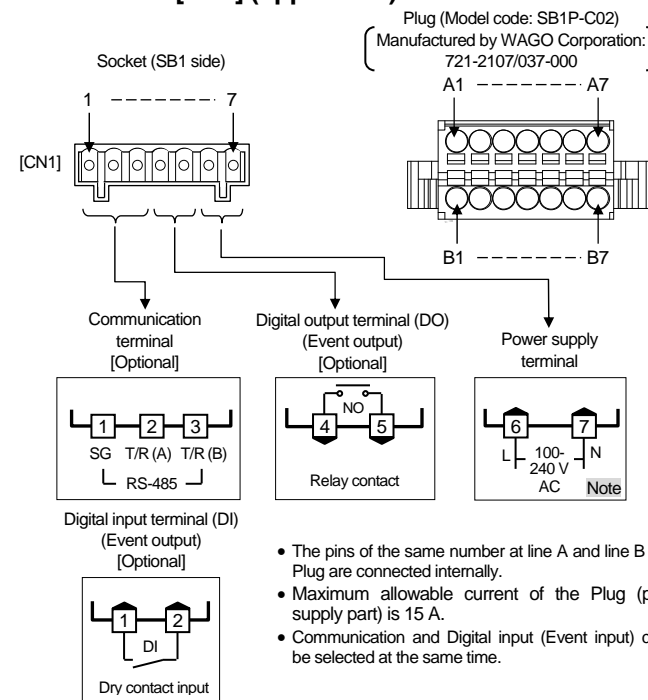 Plug (Model code: SB1P-C02)
Manufactured by WAGO Corporation:
721-2107/037-000
Socket (SB1 side)
1 7
A1 A7
[CN1]
B1 B7
Communication
terminal
[Optional]
Digital output terminal (DO)
(Event output)
[Optional]
Power supply
terminal
1 2 3
SG T/R (A) T/R (B)
RS-485
NO
4 5
Relay contact
6 7
L 100-
240 V
AC
N
Note
Digital input terminal (DI)
(Event output)
[Optional]
1 2
DI
Dry contact input
• The pins of the same number at line A and line B
Plug are connected internally.
• Maximum allowable current of the Plug
supply part) is 15 A.
• Communication and Digital input (Event input)
be selected at the same time.